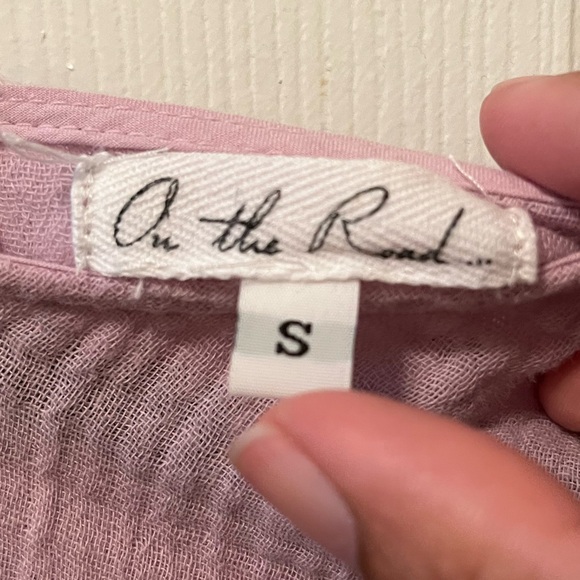 On the Road...
S